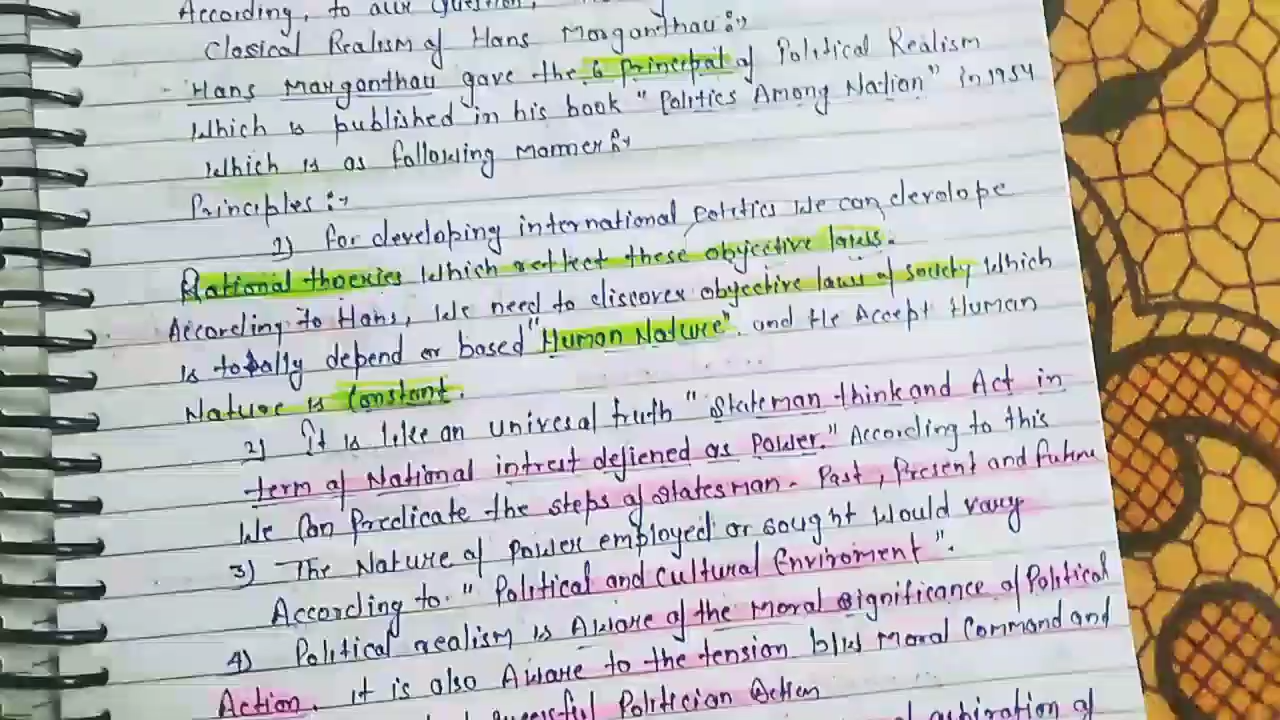 According, to our Question,
Classical Realism of Hans Morganthau :-
Hans Morganthau gave the 6 Principal of Political Realism
Which is published in his book "Politics Among Nation" in 1954
Which is as following manner :-
Principles :-
1) for developing international politics We can develope
Rational thoeries Which reflect these obyective laws.
According to Hans, We need to discover obyective laws of society Which
is totally depend or based "Human Nature". and He Accept Human
Nature is Constant.
2) It is like an univesal truth "Stateman think and Act in
term of National intrest defiened as Power." According to this
We Can Predicate the steps of statesman - Past, Present and future
3) The Nature of power employed or sought Would vary
According to "Political and cultural Enviroment".
4) Political realism is Aware of the Moral significance of Political
Action. it is also Aware to the tension b/w Moral Command and
Politician Action
aspiration of